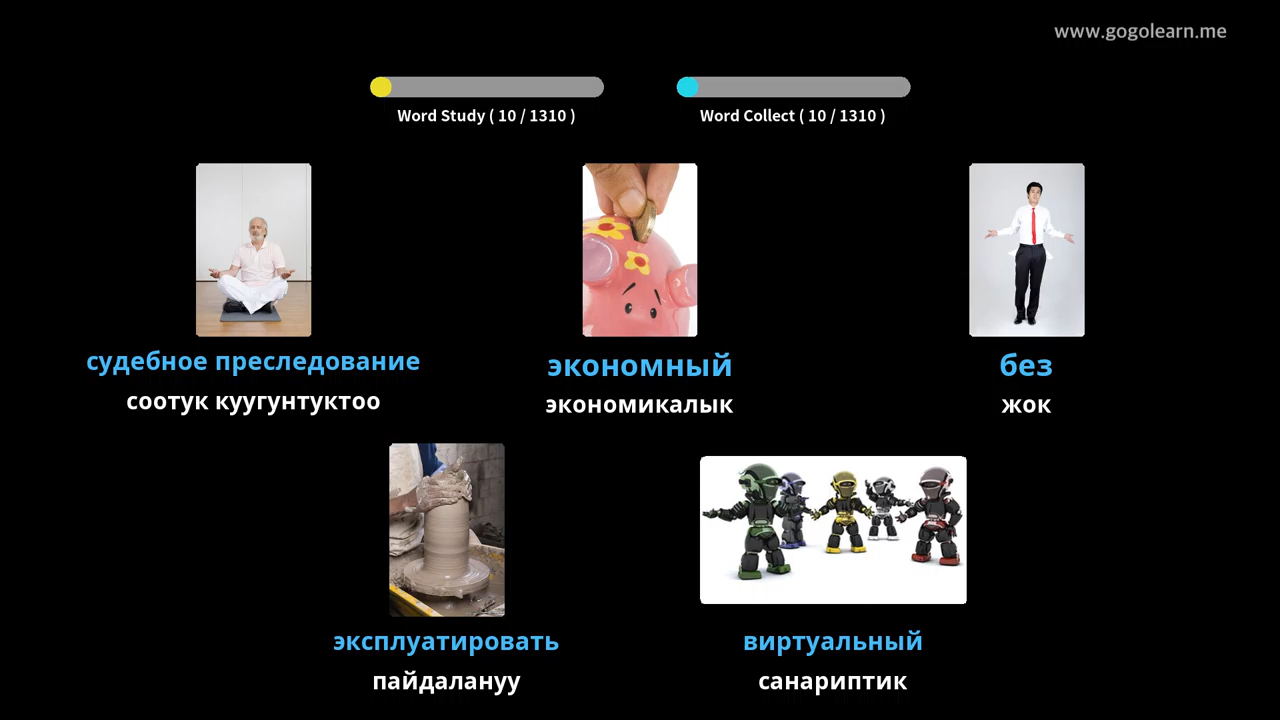 www.gogolearn.me
Word Study ( 10 / 1310 )
Word Collect ( 10 / 1310 )
судебное преследование
соотук куугунтуктоо
экономный
экономикалык
без
жок
эксплуатировать
пайдалануу
виртуальный
санариптик